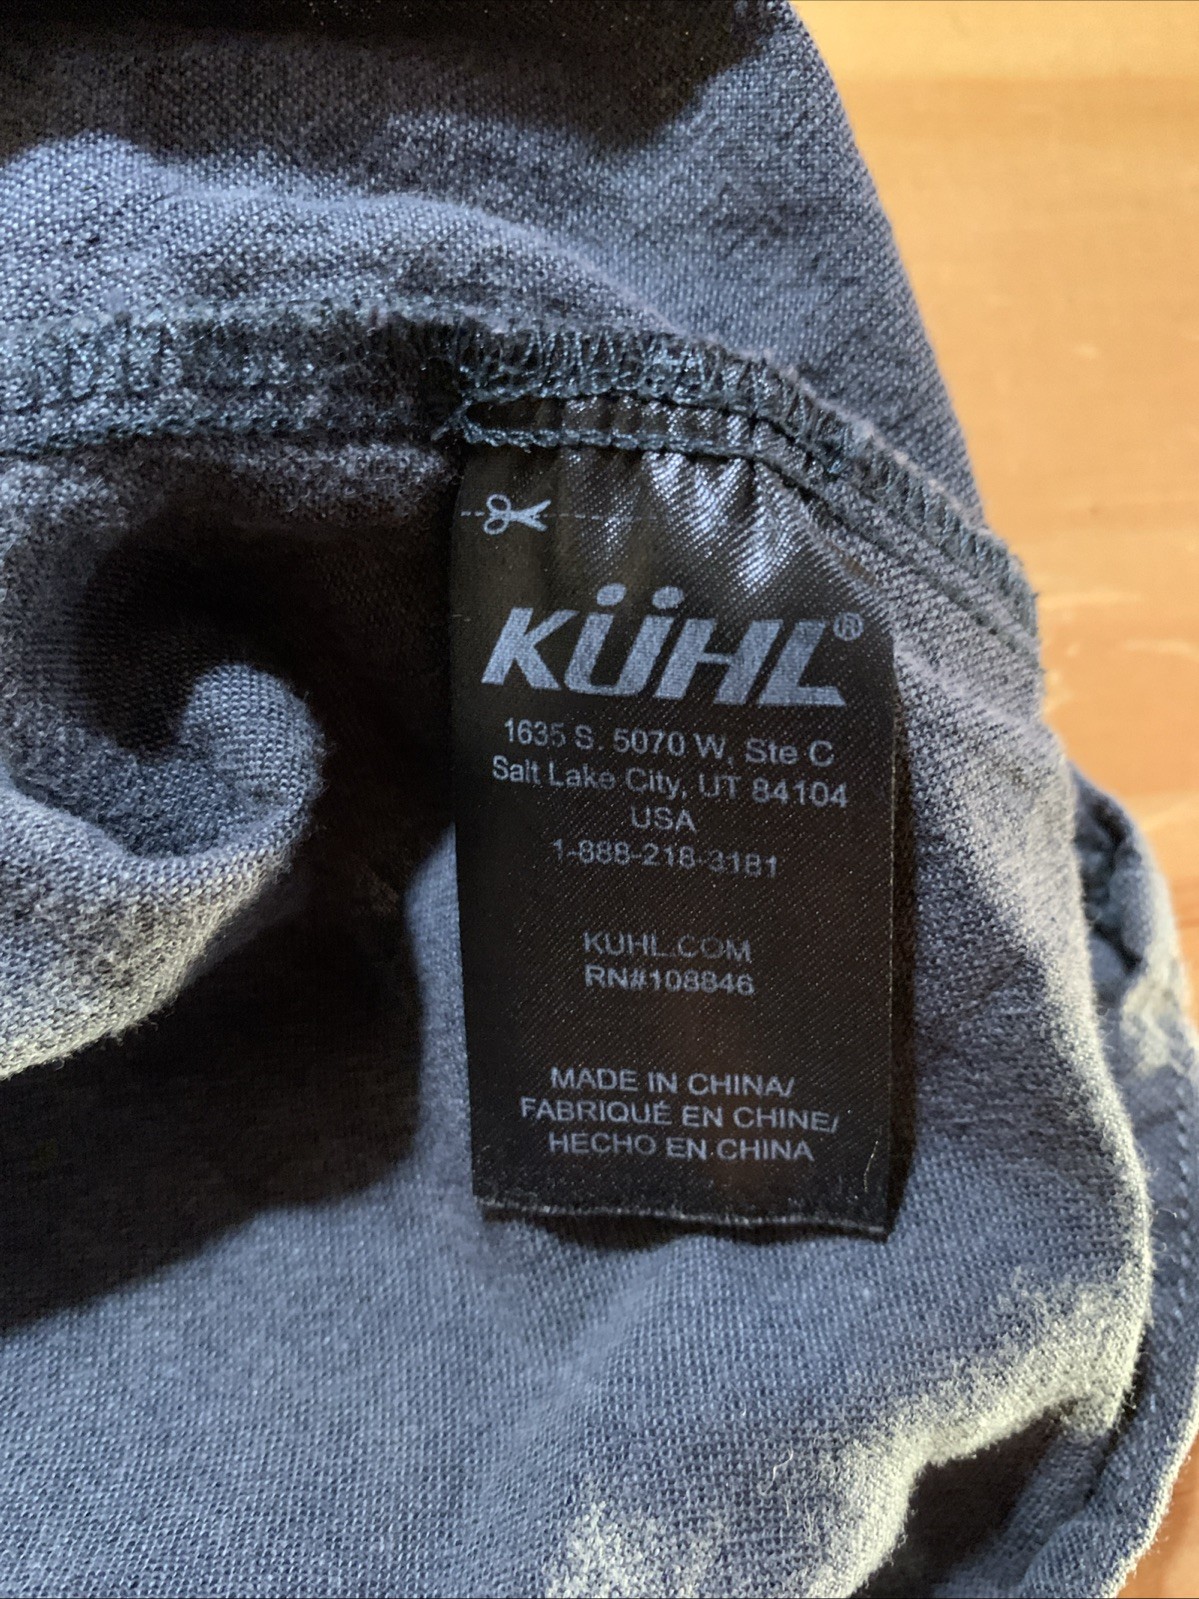 KÜHL®
1635 S. 5070 W, Ste C
Salt Lake City, UT 84104
USA
1-888-218-3181
KUHL.COM
RN#108846
MADE IN CHINA/
FABRIQUÉ EN CHINE/
HECHO EN CHINA